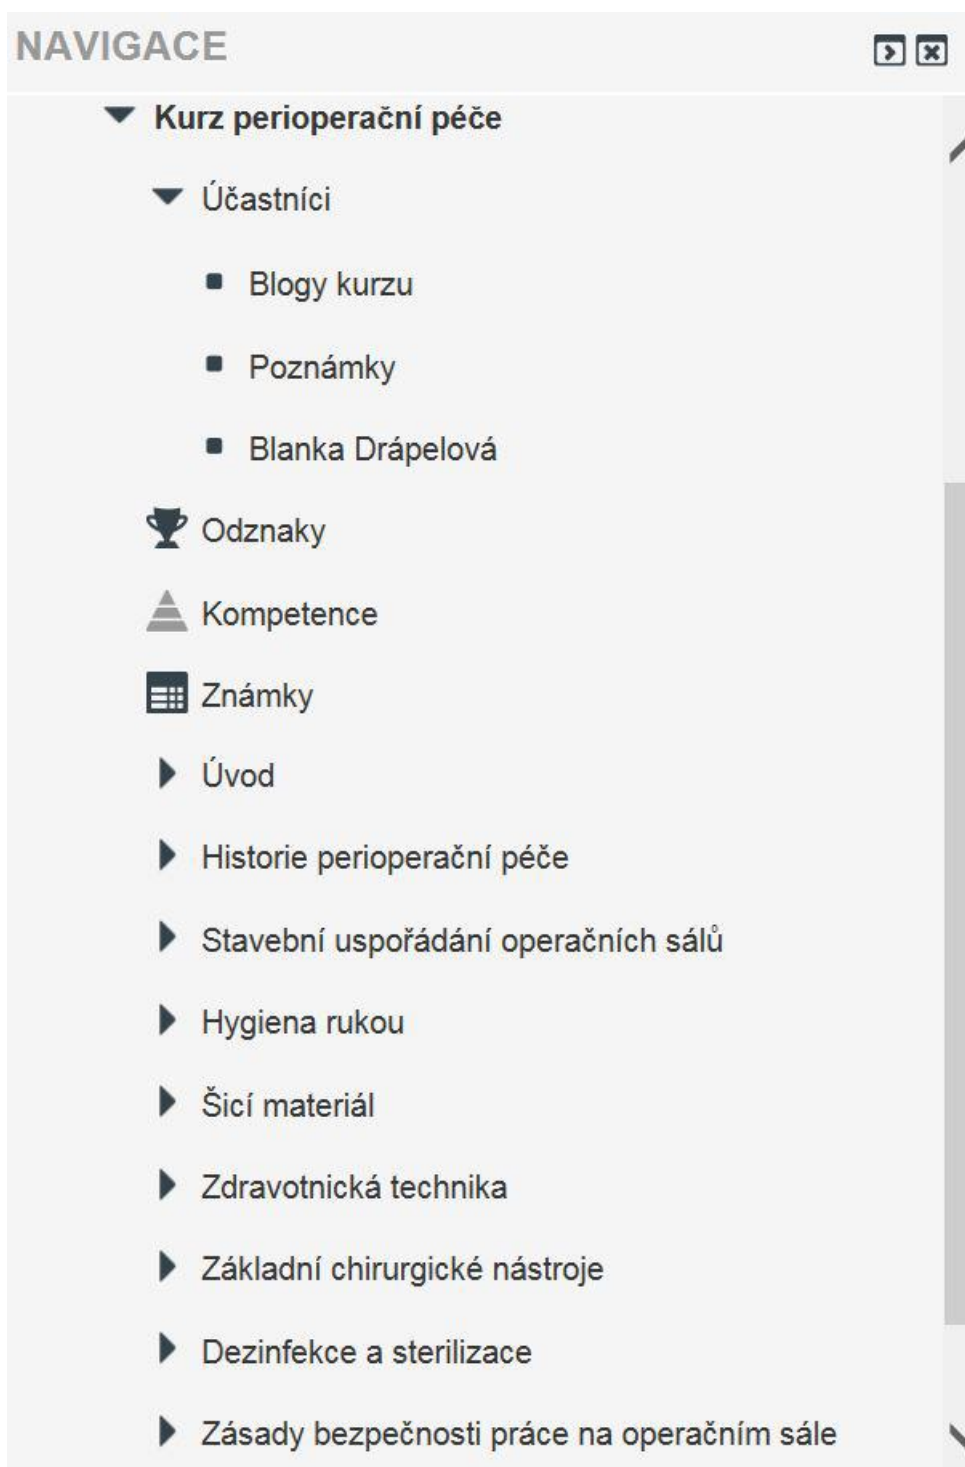 NAVIGACE
Kurz perioperační péče
Účastníci
Blogy kurzu
Poznámky
Blanka Drápelová
Odznaky
Kompetence
Známky
Úvod
Historie perioperační péče
Stavební uspořádání operačních sálů
Hygiena rukou
Šicí materiál
Zdravotnická technika
Základní chirurgické nástroje
Dezinfekce a sterilizace
Zásady bezpečnosti práce na operačním sále